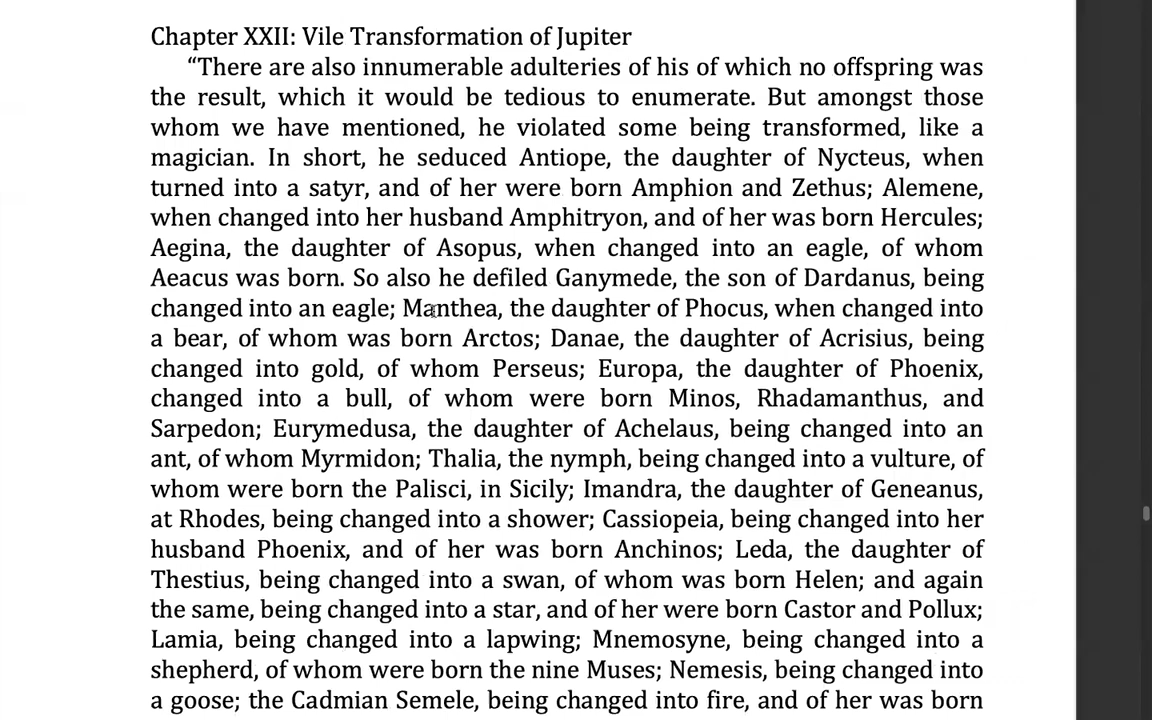 Chapter XXII: Vile Transformation of Jupiter
“There are also innumerable adulteries of his of which no offspring was
the result, which it would be tedious to enumerate. But amongst those
whom we have mentioned, he violated some being transformed, like a
magician. In short, he seduced Antiope, the daughter of Nycteus, when
turned into a satyr, and of her were born Amphion and Zethus; Alemene,
when changed into her husband Amphitryon, and of her was born Hercules;
Aegina, the daughter of Asopus, when changed into an eagle, of whom
Aeacus was born. So also he defiled Ganymede, the son of Dardanus, being
changed into an eagle; Manthea, the daughter of Phocus, when changed into
a bear, of whom was born Arctos; Danae, the daughter of Acrisius, being
changed into gold, of whom Perseus; Europa, the daughter of Phoenix,
changed into a bull, of whom were born Minos, Rhadamanthus, and
Sarpedon; Eurymedusa, the daughter of Achelaus, being changed into an
ant, of whom Myrmidon; Thalia, the nymph, being changed into a vulture, of
whom were born the Palisci, in Sicily; Imandra, the daughter of Geneanus,
at Rhodes, being changed into a shower; Cassiopeia, being changed into her
husband Phoenix, and of her was born Anchinos; Leda, the daughter of
Thestius, being changed into a swan, of whom was born Helen; and again
the same, being changed into a star, and of her were born Castor and Pollux;
Lamia, being changed into a lapwing; Mnemosyne, being changed into a
shepherd, of whom were born the nine Muses; Nemesis, being changed into
a goose; the Cadmian Semele, being changed into fire, and of her was born